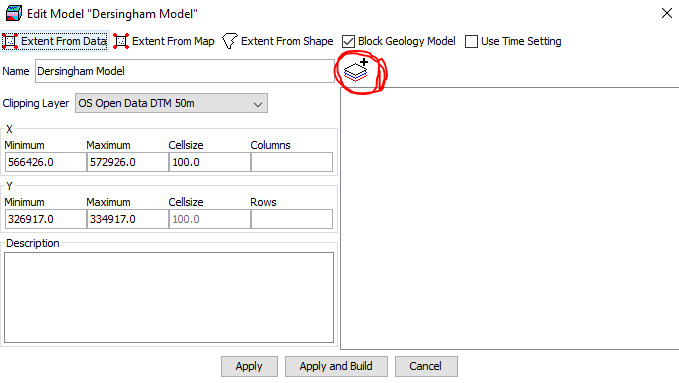 Edit Model "Dersingham Model"
Extent From Data Extent From Map Extent From Shape Block Geology Model Use Time Setting
Name Dersingham Model
Clipping Layer OS Open Data DTM 50m
X
Minimum Maximum Cellsize Columns
566426.0 572926.0 100.0
Y
Minimum Maximum Cellsize Rows
326917.0 334917.0 100.0
Description
Apply Apply and Build Cancel